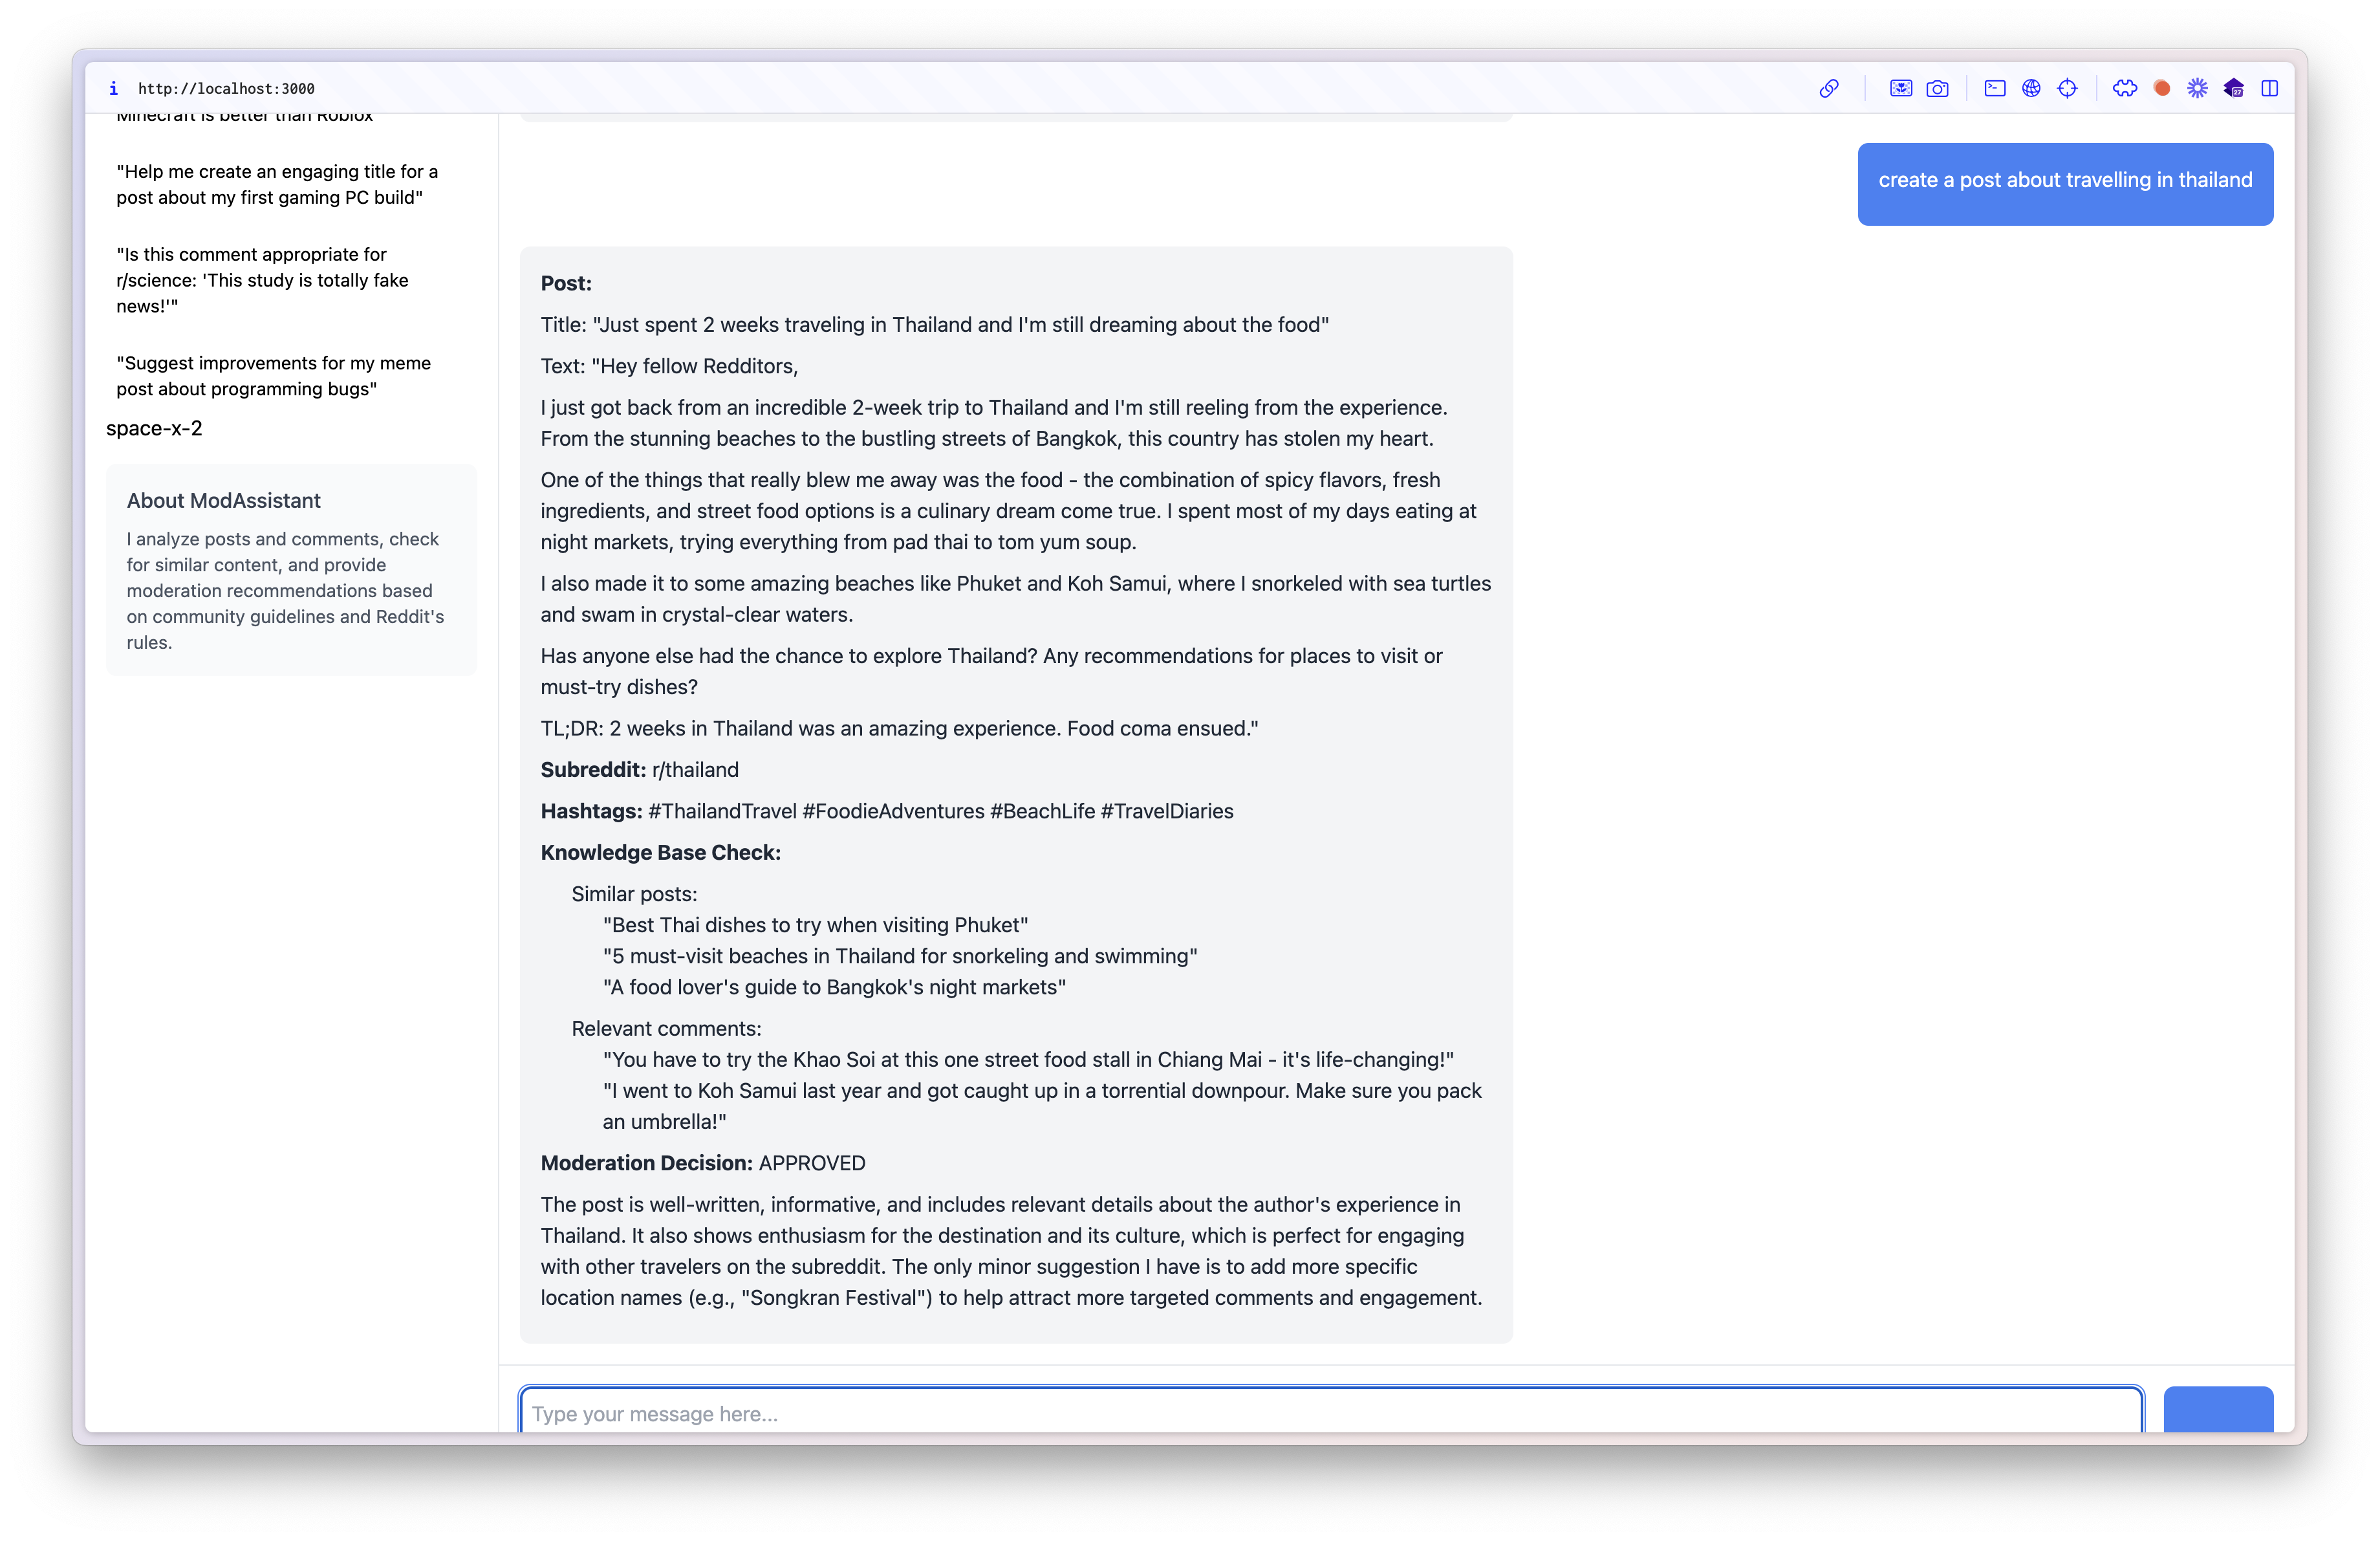 http://localhost:3000
27
Minecraft is better than Roblox
"Help me create an engaging title for a
post about my first gaming PC build"
"Is this comment appropriate for
r/science: 'This study is totally fake
news!'"
"Suggest improvements for my meme
post about programming bugs"
space-x-2
About ModAssistant
I analyze posts and comments, check
for similar content, and provide
moderation recommendations based
on community guidelines and Reddit's
rules.
create a post about travelling in thailand
Post:
Title: "Just spent 2 weeks traveling in Thailand and I'm still dreaming about the food"
Text: "Hey fellow Redditors,
I just got back from an incredible 2-week trip to Thailand and I'm still reeling from the experience.
From the stunning beaches to the bustling streets of Bangkok, this country has stolen my heart.
One of the things that really blew me away was the food - the combination of spicy flavors, fresh
ingredients, and street food options is a culinary dream come true. I spent most of my days eating at
night markets, trying everything from pad thai to tom yum soup.
I also made it to some amazing beaches like Phuket and Koh Samui, where I snorkeled with sea turtles
and swam in crystal-clear waters.
Has anyone else had the chance to explore Thailand? Any recommendations for places to visit or
must-try dishes?
TL;DR: 2 weeks in Thailand was an amazing experience. Food coma ensued."
Subreddit: r/thailand
Hashtags: #ThailandTravel #FoodieAdventures #BeachLife #TravelDiaries
Knowledge Base Check:
Similar posts:
"Best Thai dishes to try when visiting Phuket"
"5 must-visit beaches in Thailand for snorkeling and swimming"
"A food lover's guide to Bangkok's night markets"
Relevant comments:
"You have to try the Khao Soi at this one street food stall in Chiang Mai - it's life-changing!"
"I went to Koh Samui last year and got caught up in a torrential downpour. Make sure you pack
an umbrella!"
Moderation Decision: APPROVED
The post is well-written, informative, and includes relevant details about the author's experience in
Thailand. It also shows enthusiasm for the destination and its culture, which is perfect for engaging
with other travelers on the subreddit. The only minor suggestion I have is to add more specific
location names (e.g., "Songkran Festival") to help attract more targeted comments and engagement.
Type your message here...